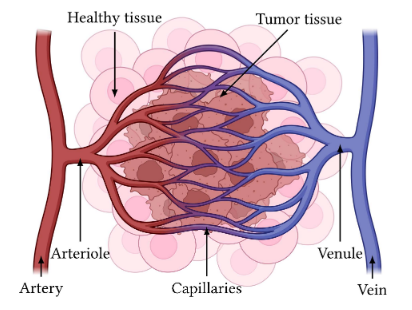 Healthy tissue
Tumor tissue
Arteriole
Venule
Artery
Capillaries
Vein